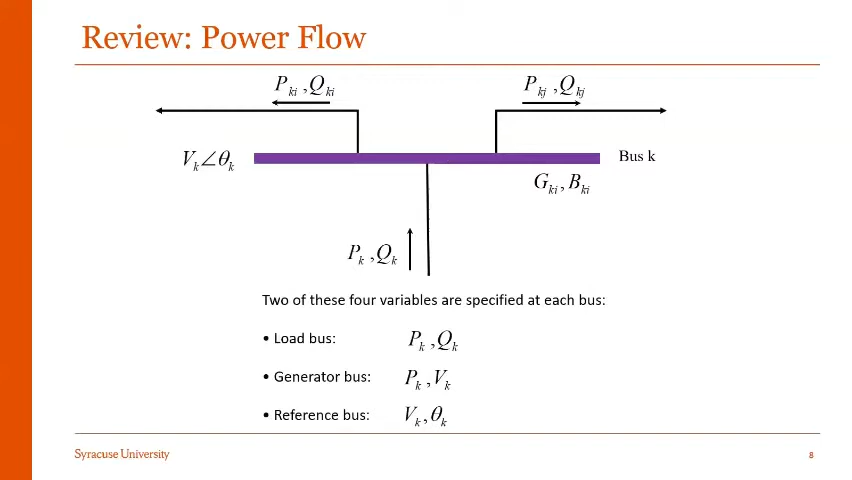 Review: Power Flow
P_ki , Q_ki
P_kj , Q_kj
V_k∠θ_k
Bus k
G_ki , B_ki
P_k , Q_k
Two of these four variables are specified at each bus:
• Load bus: P_k , Q_k
• Generator bus: P_k , V_k
• Reference bus: V_k , θ_k
Syracuse University
8